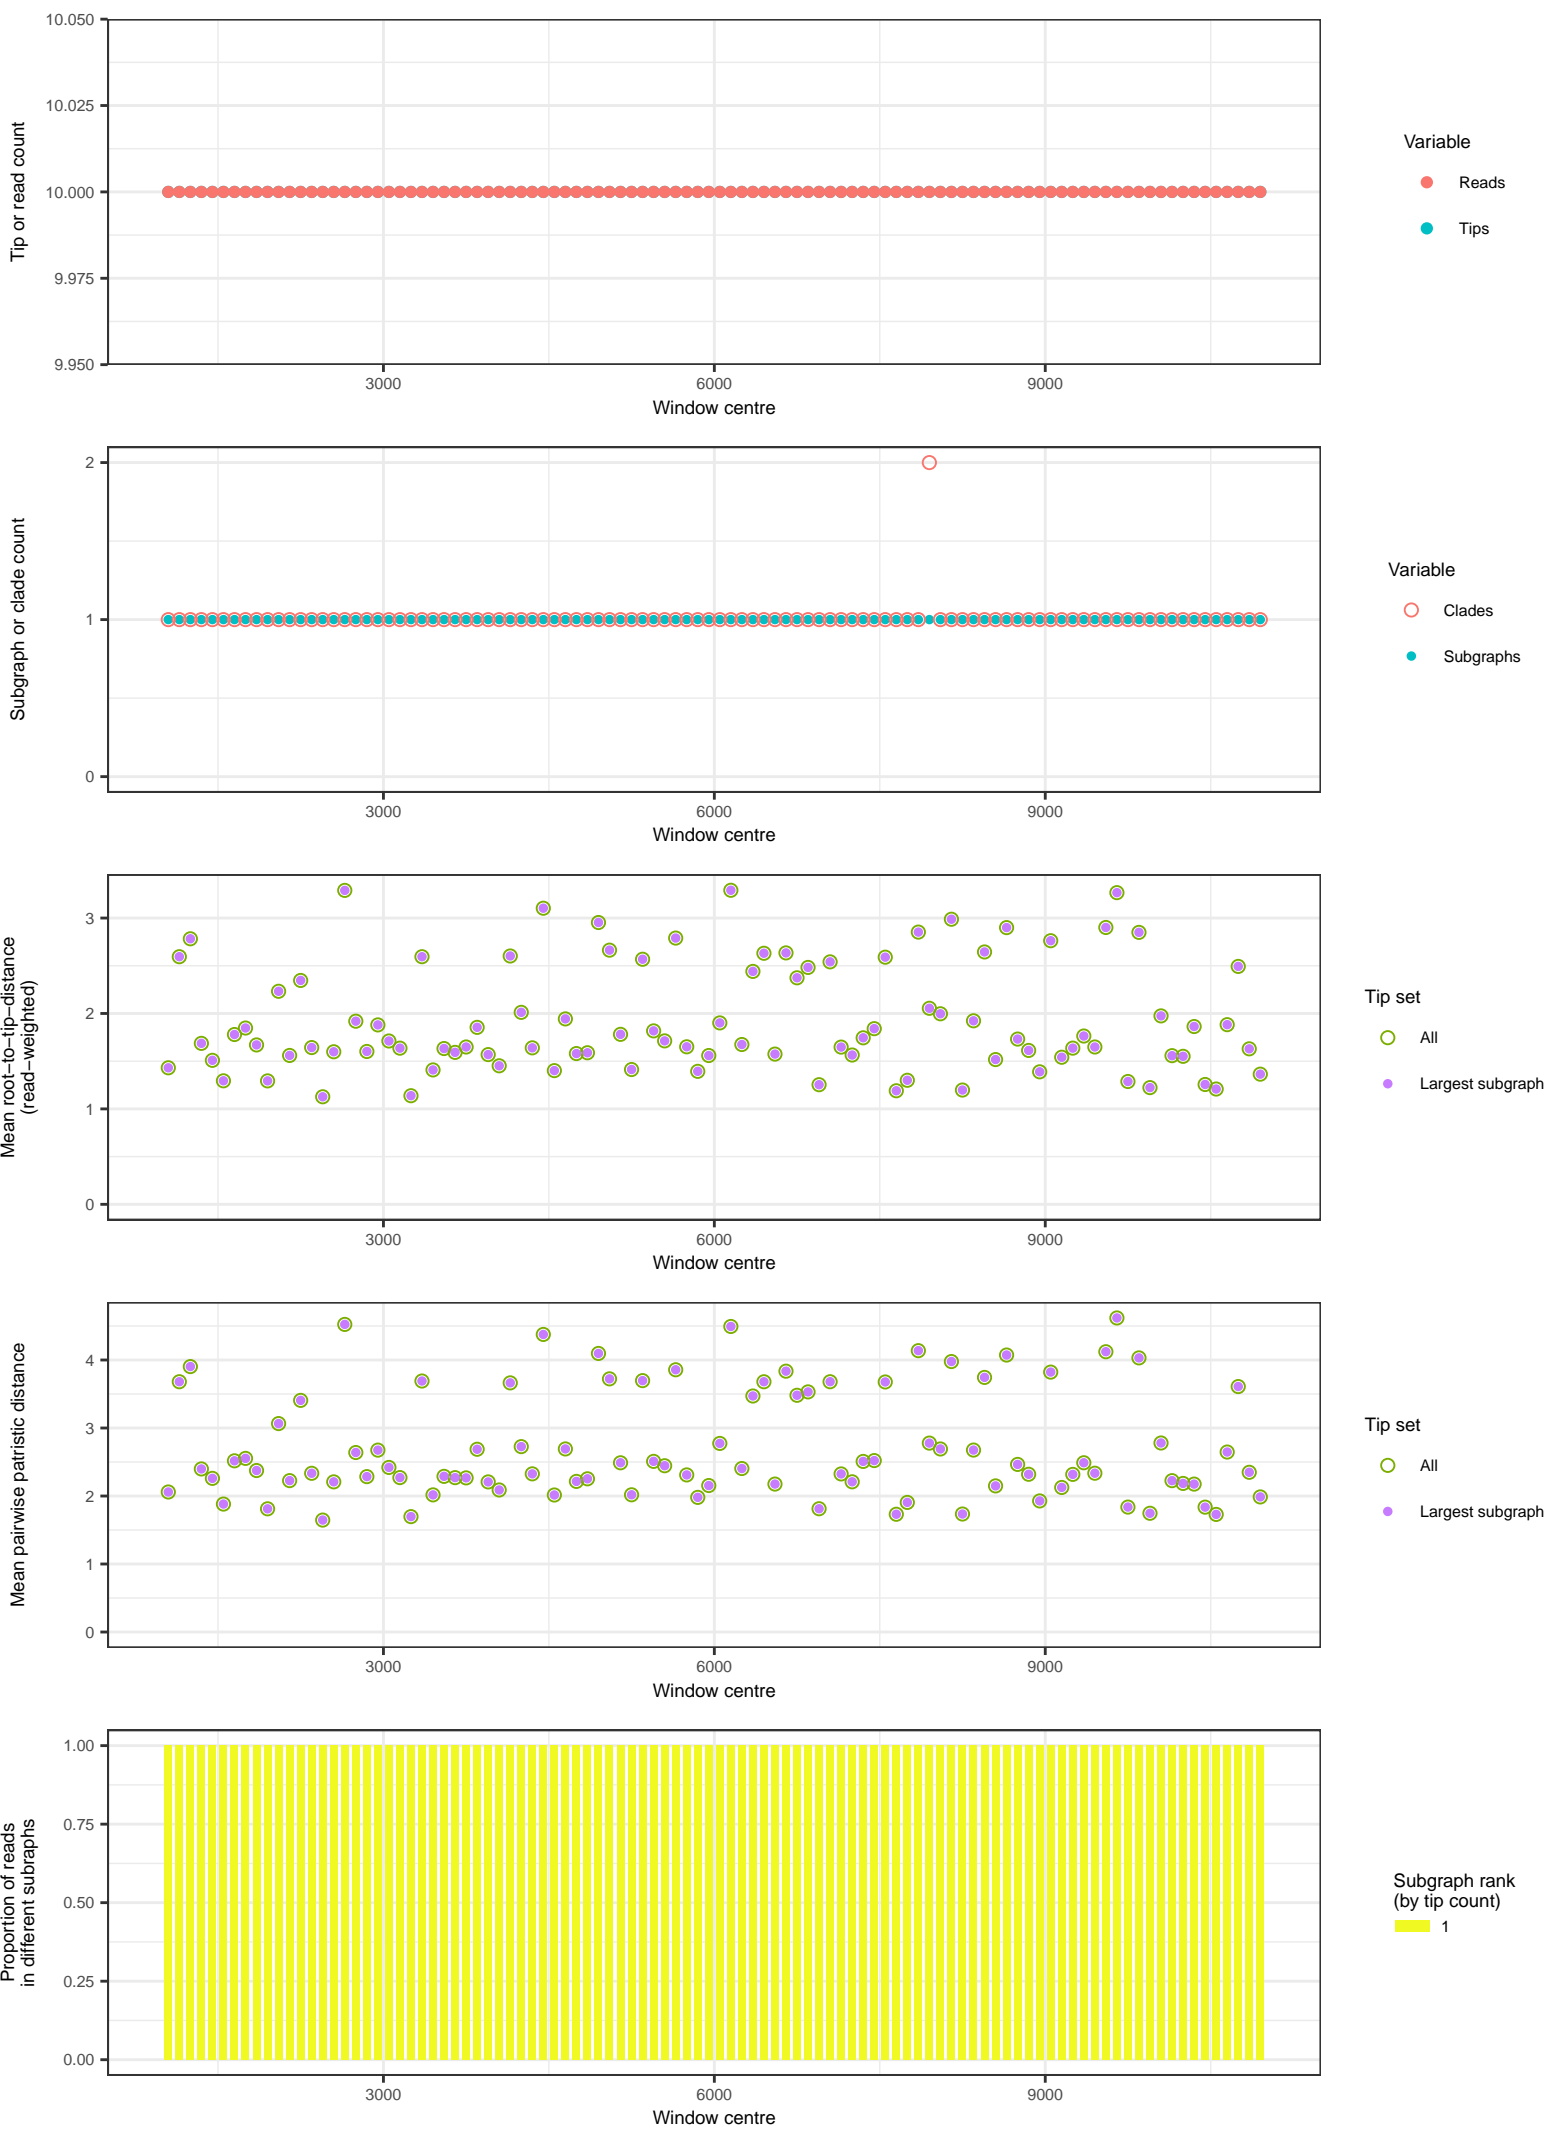 10.050
10.025
10.000
9.975
9.950
Tip or read count
3000
6000
9000
Window centre
Variable
Reads
Tips
2
1
0
Subgraph or clade count
3000
6000
9000
Window centre
Variable
Clades
Subgraphs
3
2
1
0
Mean root−to−tip−distance
(read−weighted)
3000
6000
9000
Window centre
Tip set
All
Largest subgraph
4
3
2
1
0
Mean pairwise patristic distance
3000
6000
9000
Window centre
Tip set
All
Largest subgraph
1.00
0.75
0.50
0.25
0.00
Proportion of reads
in different subraphs
3000
6000
9000
Window centre
Subgraph rank
(by tip count)
1